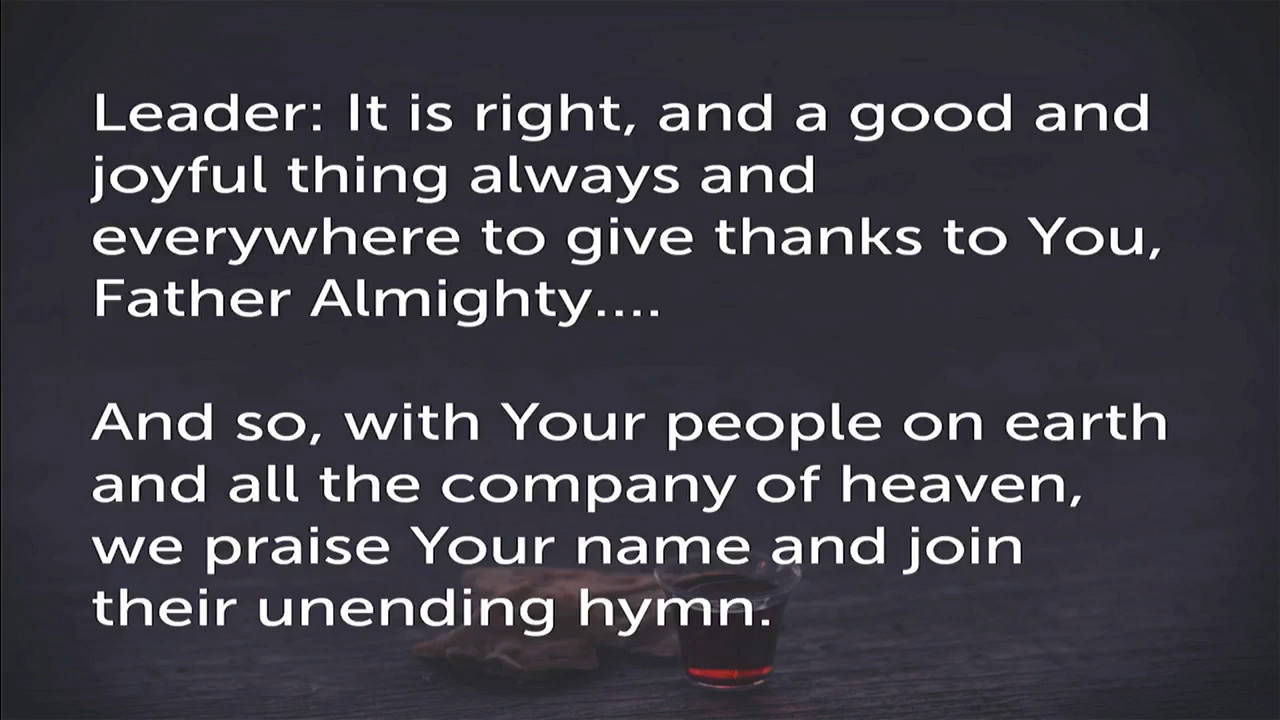 Leader: It is right, and a good and
joyful thing always and
everywhere to give thanks to You,
Father Almighty....
And so, with Your people on earth
and all the company of heaven,
we praise Your name and join
their unending hymn.